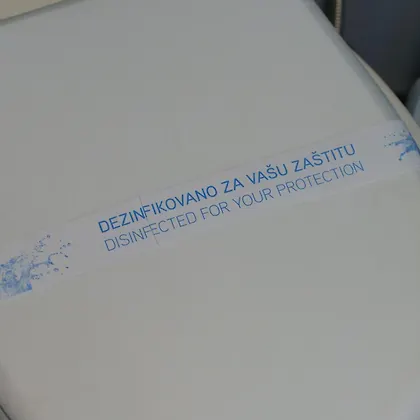 DEZINFIKOVANO ZA VAŠU ZAŠTITU
DISINFECTED FOR YOUR PROTECTION